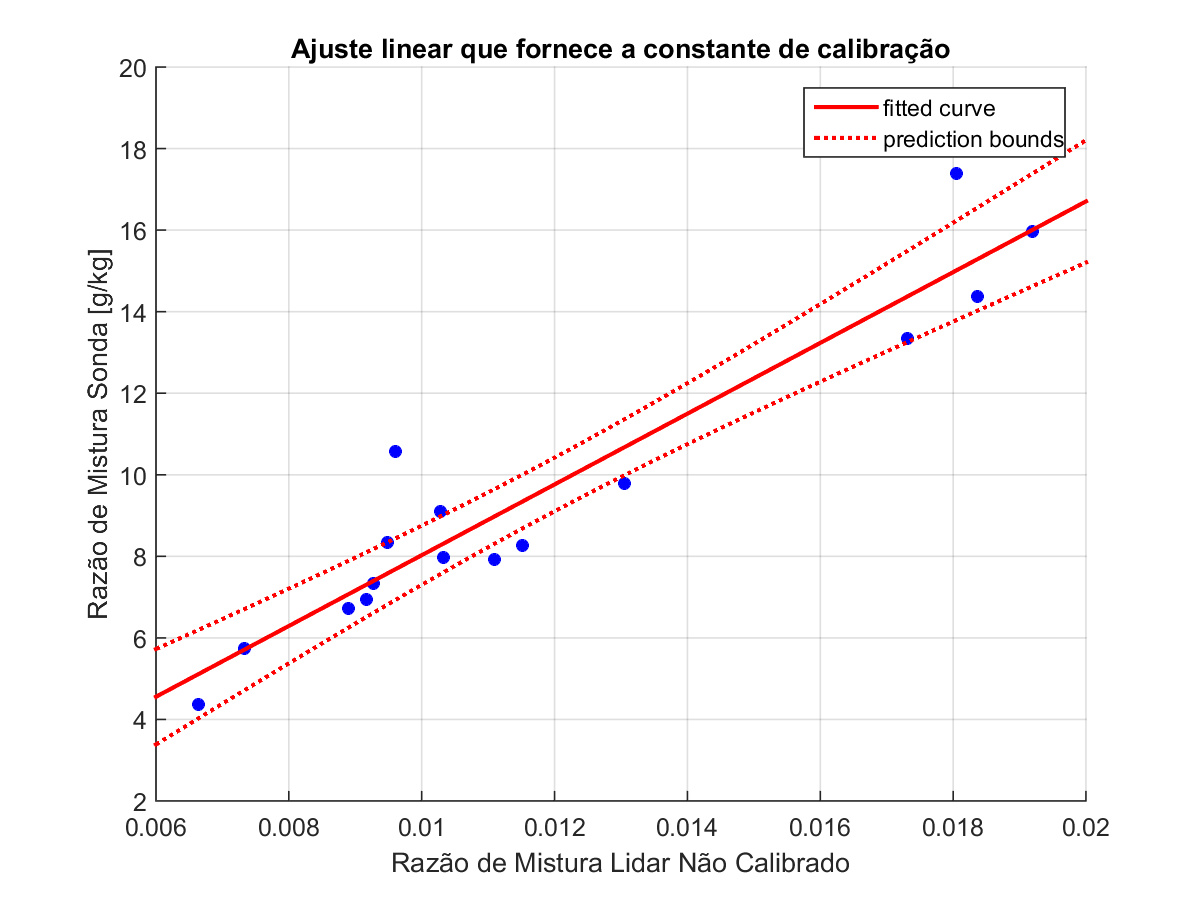 Ajuste linear que fornece a constante de calibração
20
18
16
14
12
10
8
6
4
2
fitted curve
prediction bounds
Razão de Mistura Sonda [g/kg]
0.006 0.008 0.01 0.012 0.014 0.016 0.018 0.02
Razão de Mistura Lidar Não Calibrado